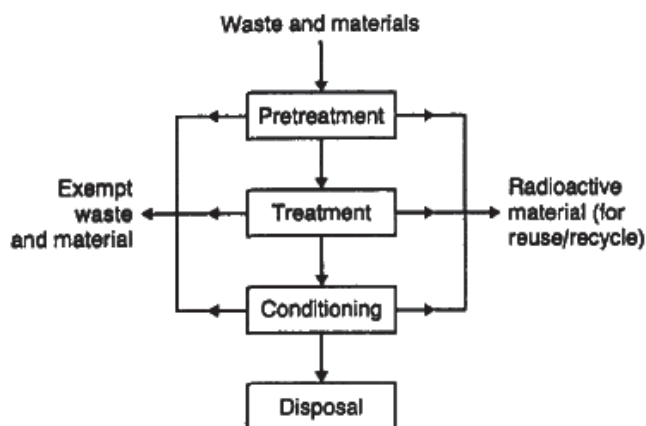 Waste and materials
Pretreatment
Exempt
waste
and material
Treatment
Radioactive
material (for
reuse/recycle)
Conditioning
Disposal